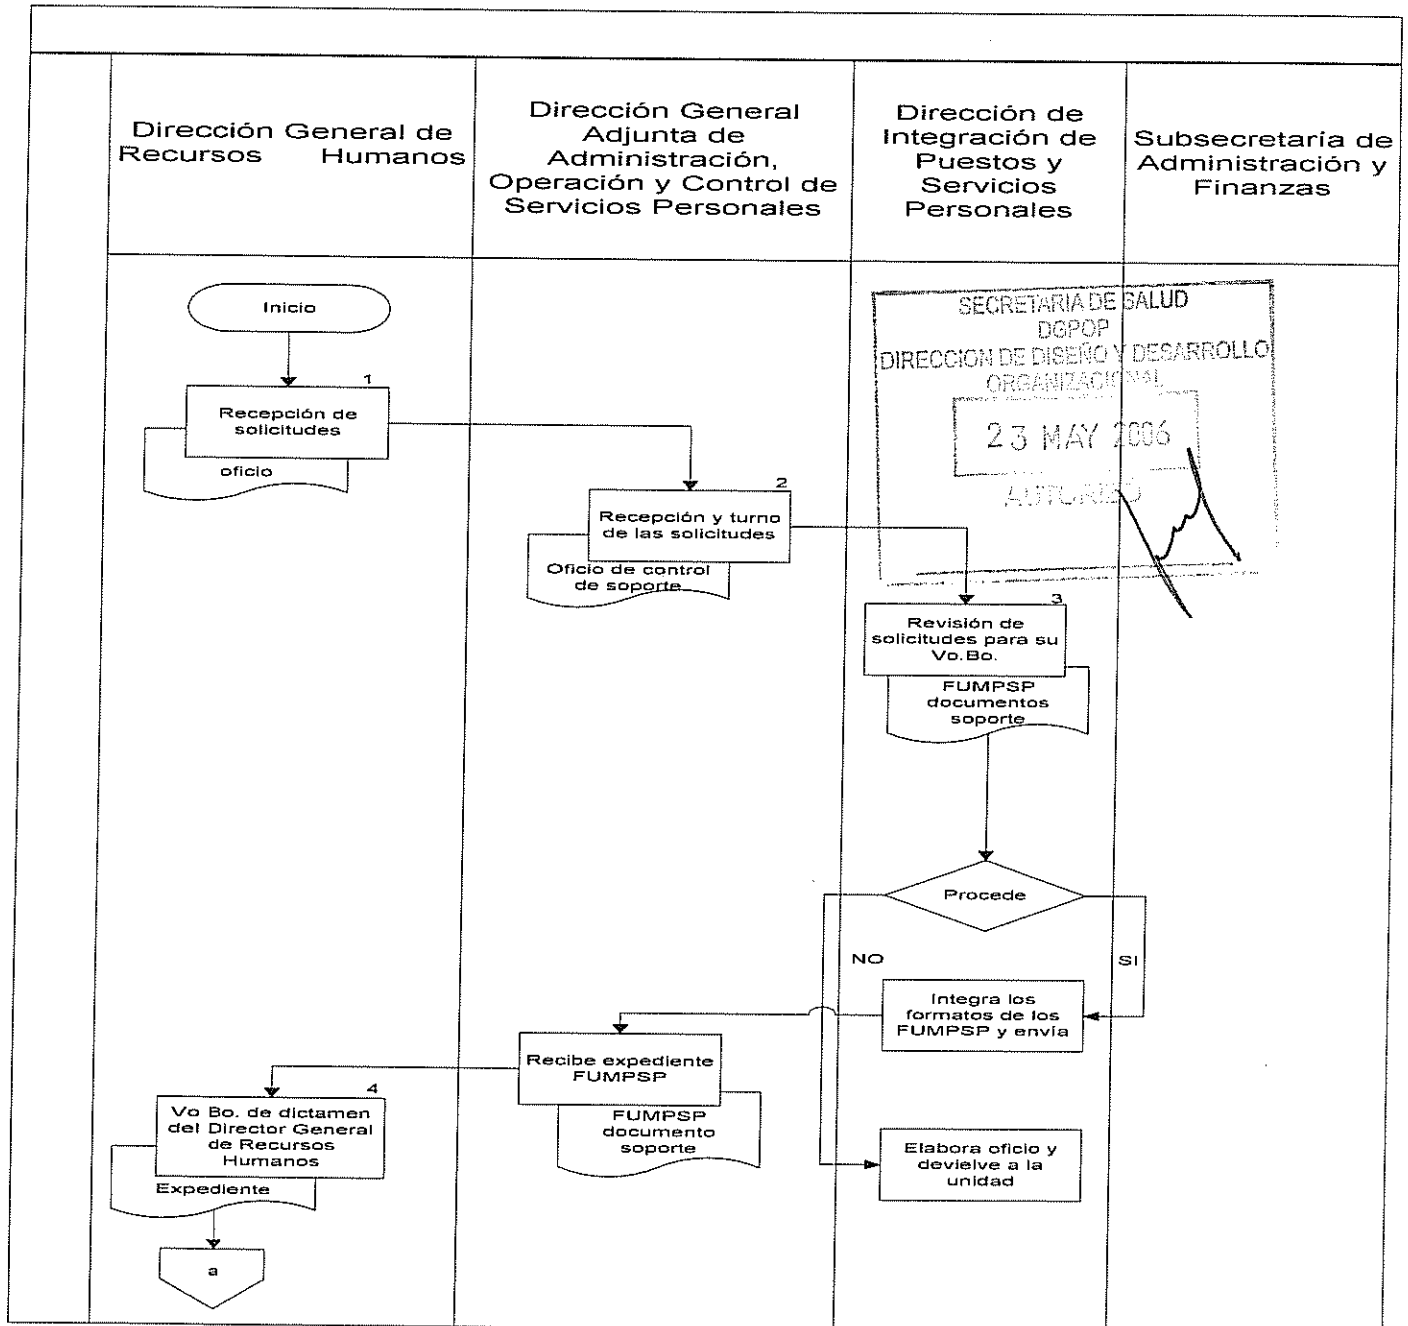 Dirección General de
Recursos Humanos
Dirección General
Adjunta de
Administración,
Operación y Control de
Servicios Personales
Dirección de
Integración de
Puestos y
Servicios
Personales
Subsecretaría de
Administración y
Finanzas
Inicio
SECRETARIA DE SALUD
DGPOP
DIRECCION DE DISEÑO Y DESARROLLO
ORGANIZACIONAL
23 MAY 2006
AUTORIZO
1
Recepción de
solicitudes
oficio
2
Recepción y turno
de las solicitudes
Oficio de control
de soporte
3
Revisión de
solicitudes para su
Vo.Bo.
FUMPSP
documentos
soporte
Procede
NO
SI
Integra los
formatos de los
FUMPSP y envía
Recibe expediente
FUMPSP
FUMPSP
documento
soporte
4
Vo Bo. de dictamen
del Director General
de Recursos
Humanos
Expediente
Elabora oficio y
devielve a la
unidad
a